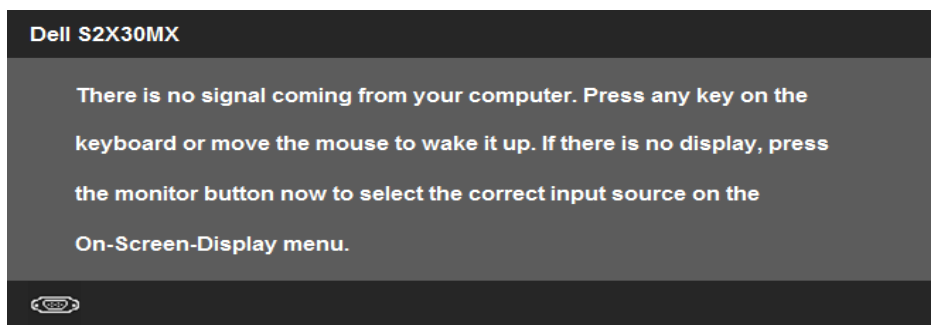 Dell S2X30MX
There is no signal coming from your computer. Press any key on the
keyboard or move the mouse to wake it up. If there is no display, press
the monitor button now to select the correct input source on the
On-Screen-Display menu.